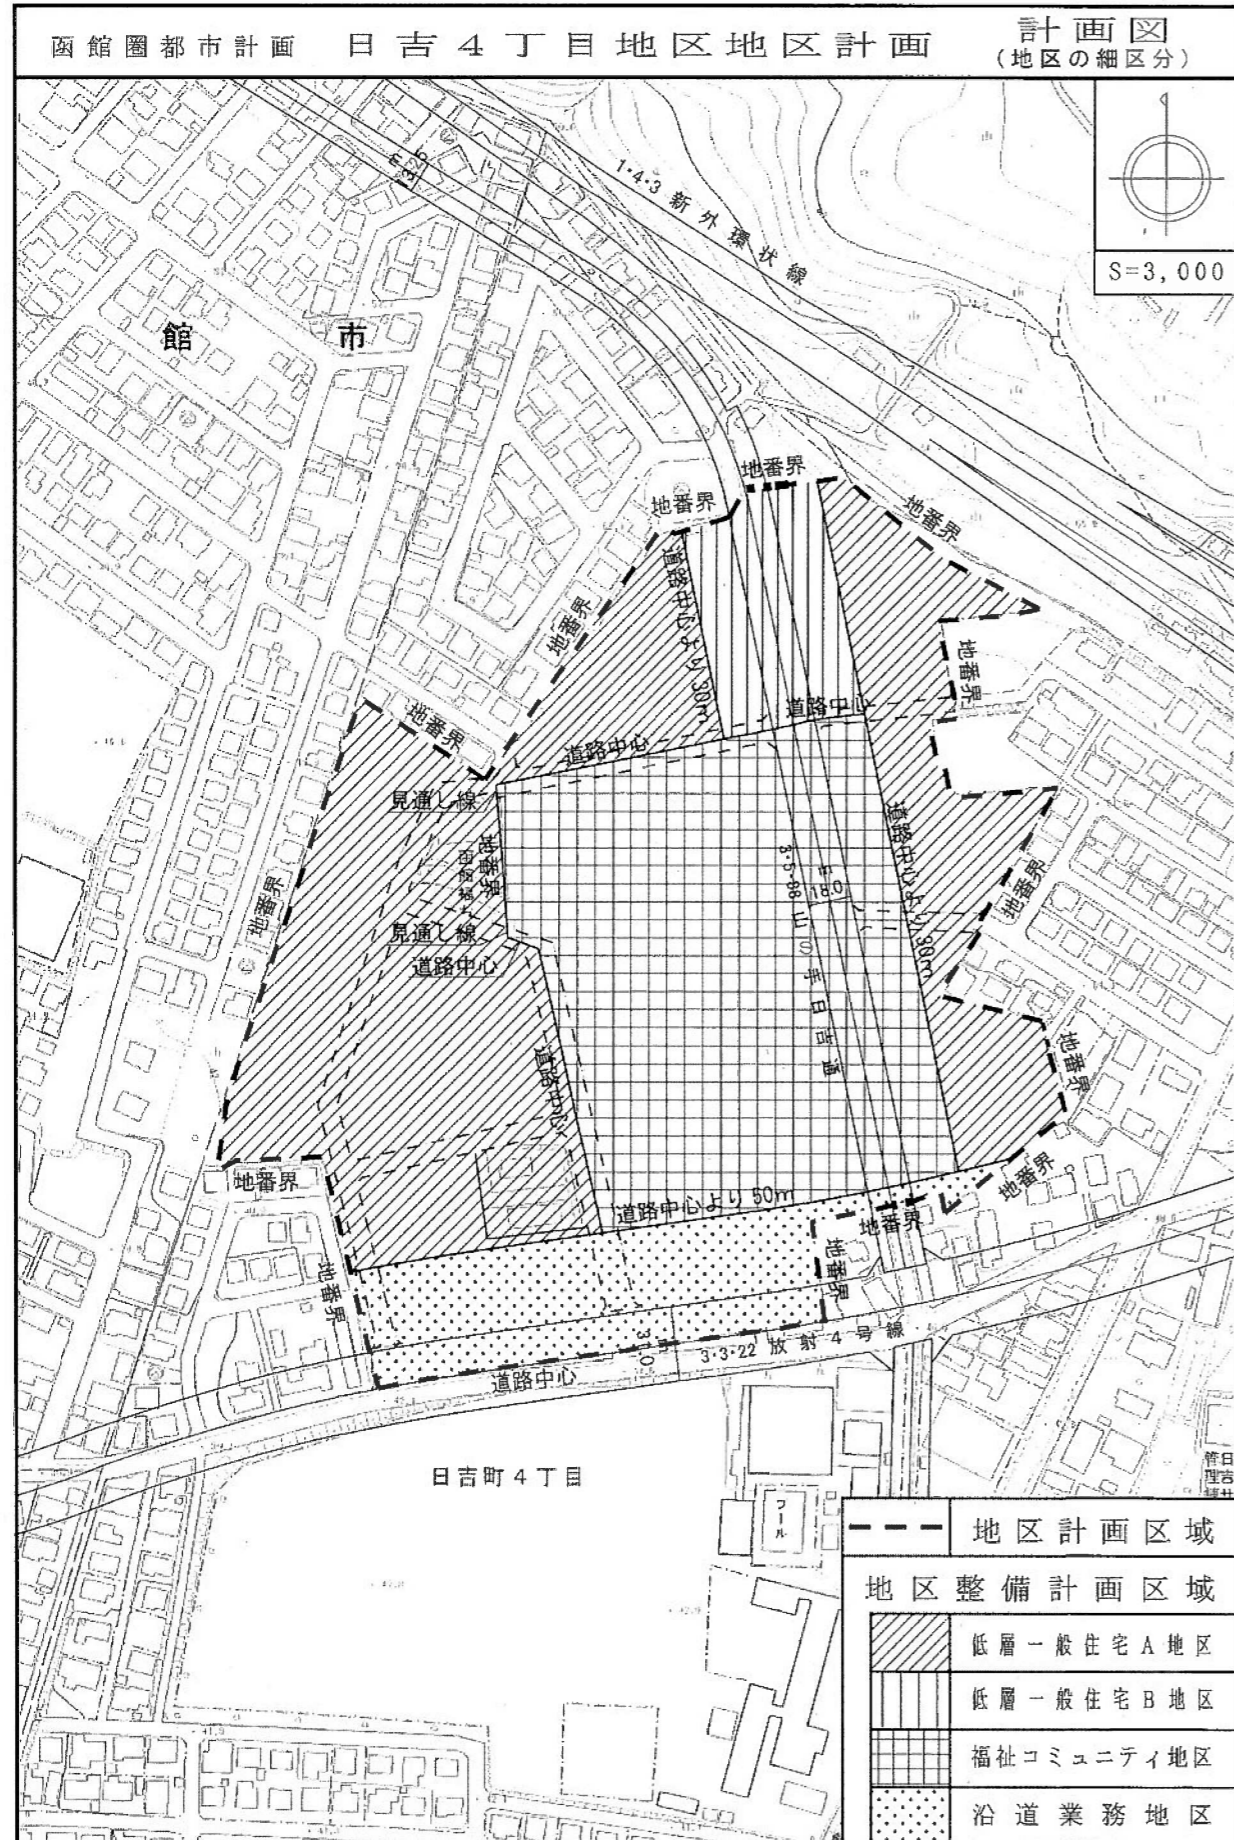 函館圏都市計画 日吉4丁目地区地区計画 計画図
(地区の細区分)
S=3,000
1・4・3 新外環状線
館 市
地番界
地番界
地番界
地番界
道路中心より30m
地番界
道路中心
地番界
道路中心
見通し線
地番界
地番界
道路中心より30m
3・5・88 山の手日吉通
18.0
地番界
地番界
見通し線
道路中心
道路中心
地番界
地番界
地番界
道路中心より50m
地番界
地番界
地番界
3・3・22 放射4号線
道路中心
日吉町4丁目
プール
地区計画区域
地区整備計画区域
低層一般住宅A地区
低層一般住宅B地区
福祉コミュニティ地区
沿道業務地区